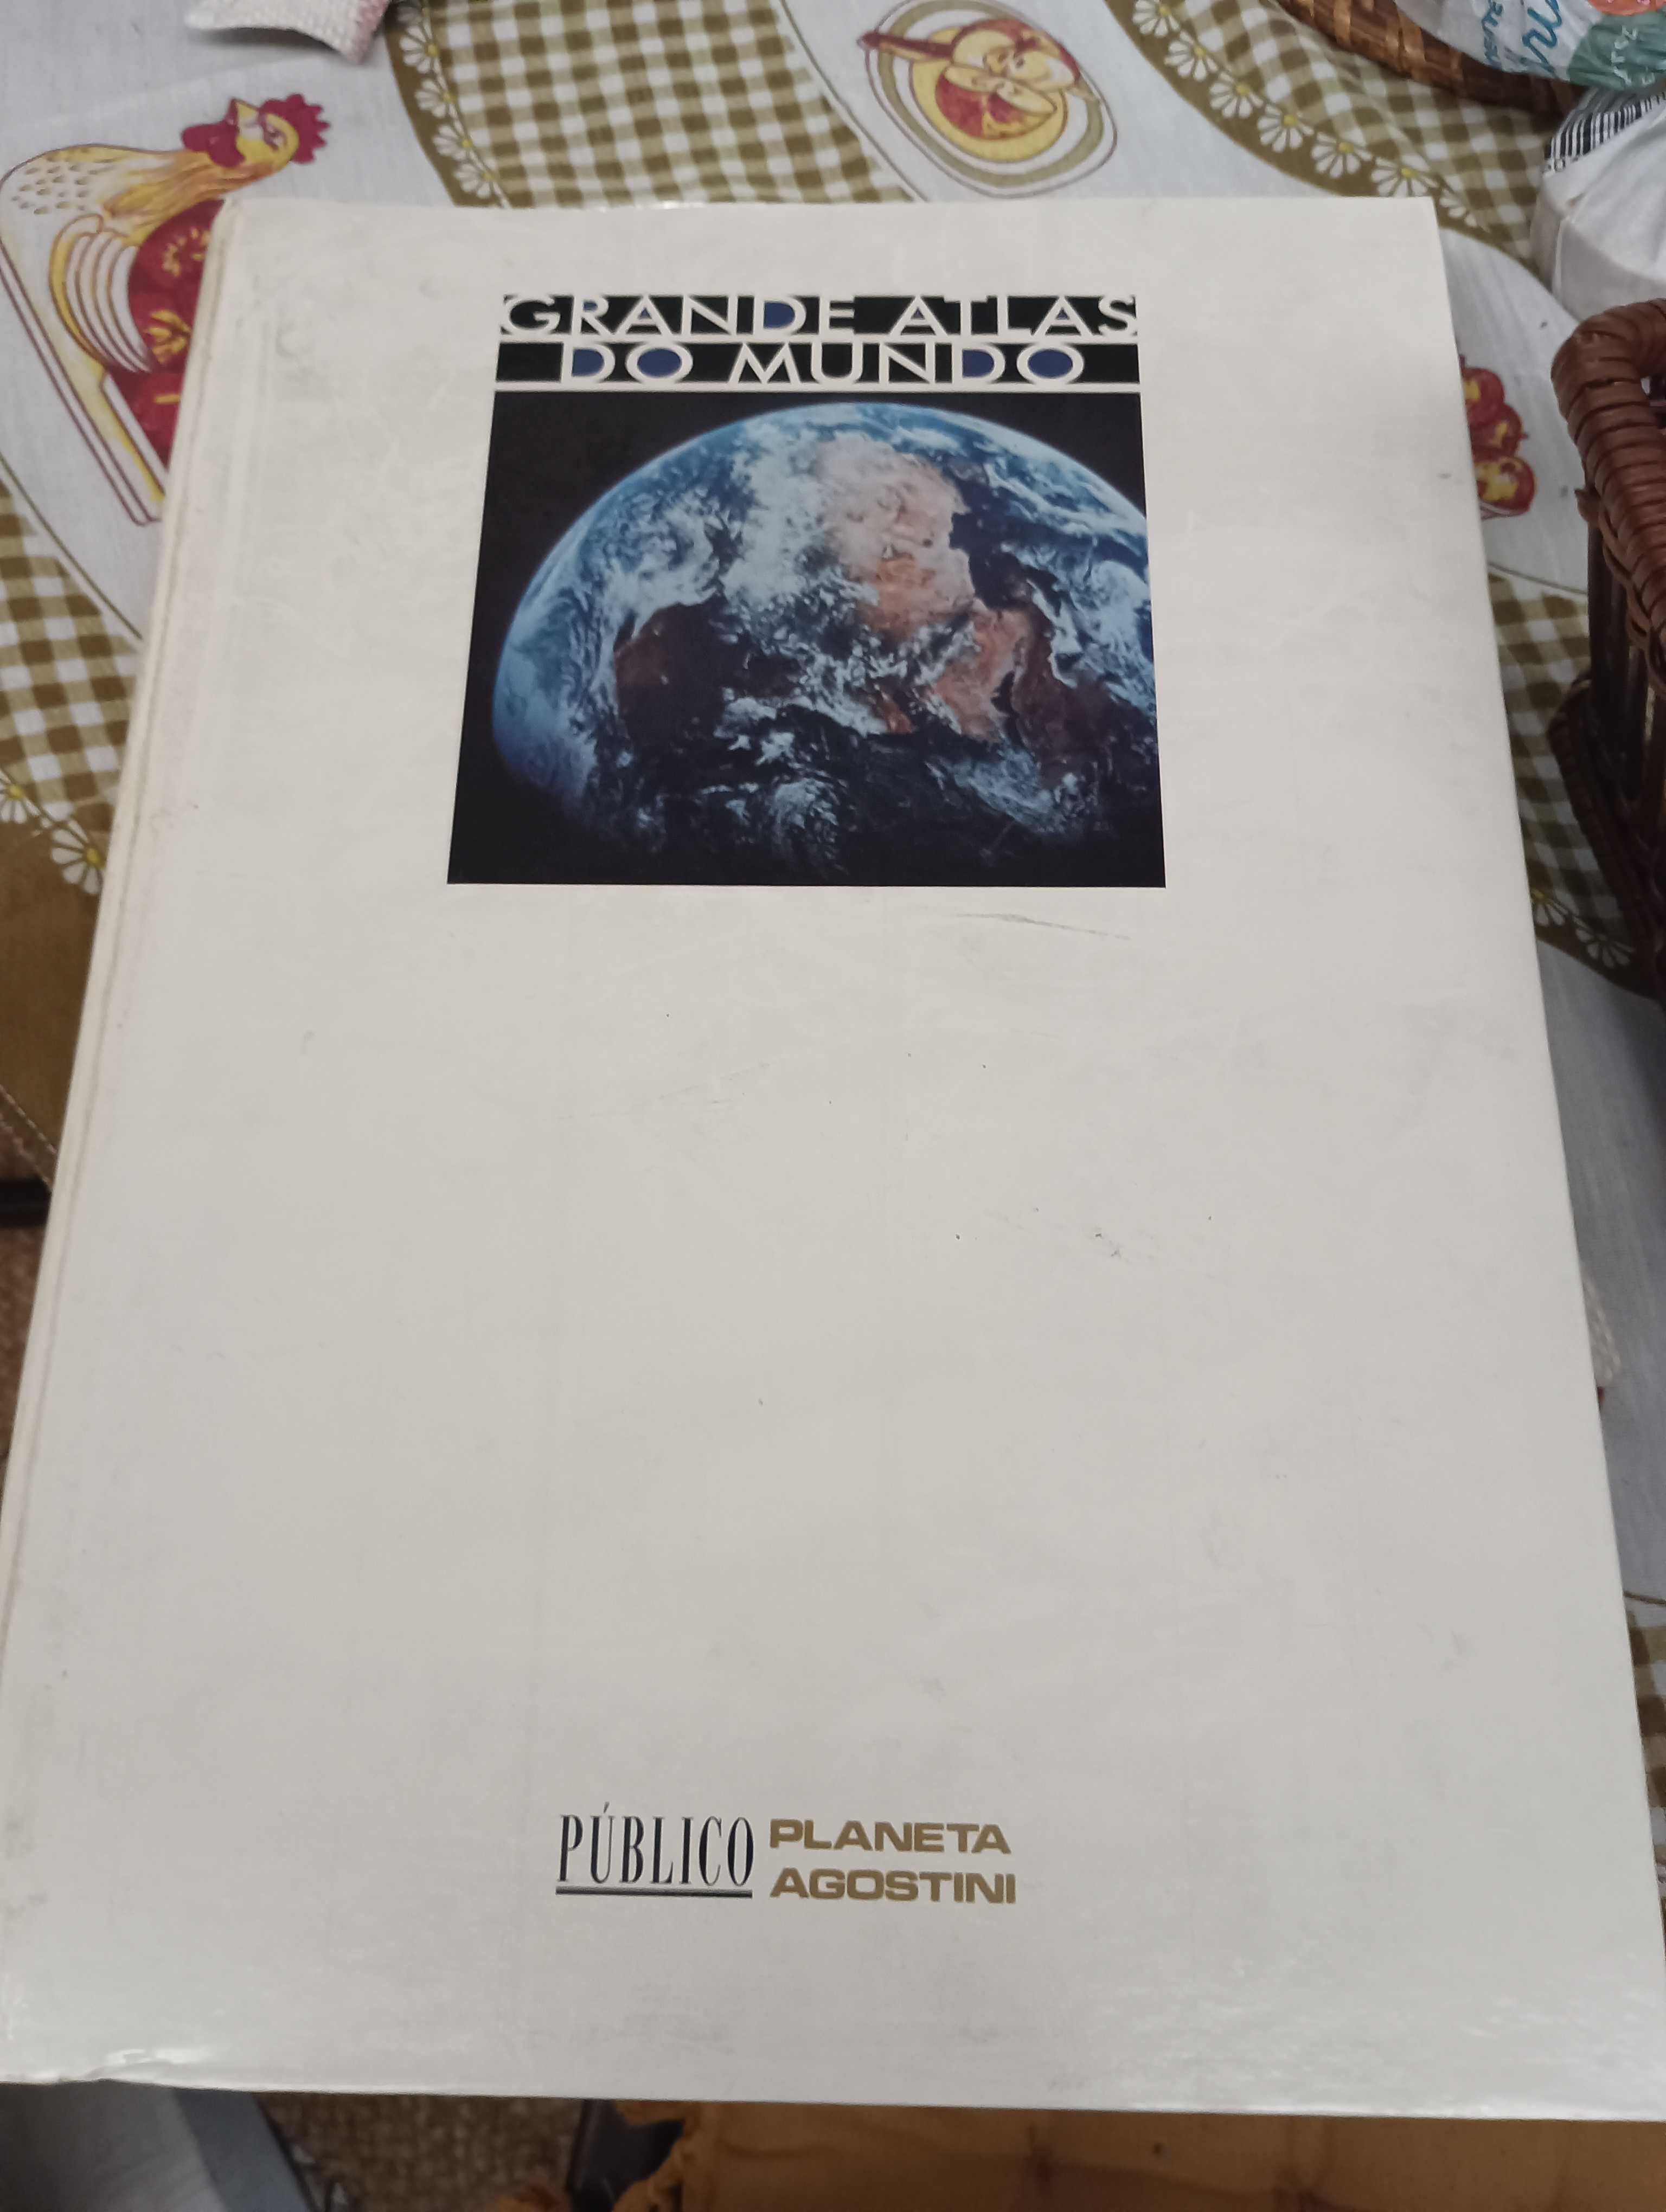 GRANDE ATLAS
DO MUNDO
PÚBLICO
PLANETA
AGOSTINI